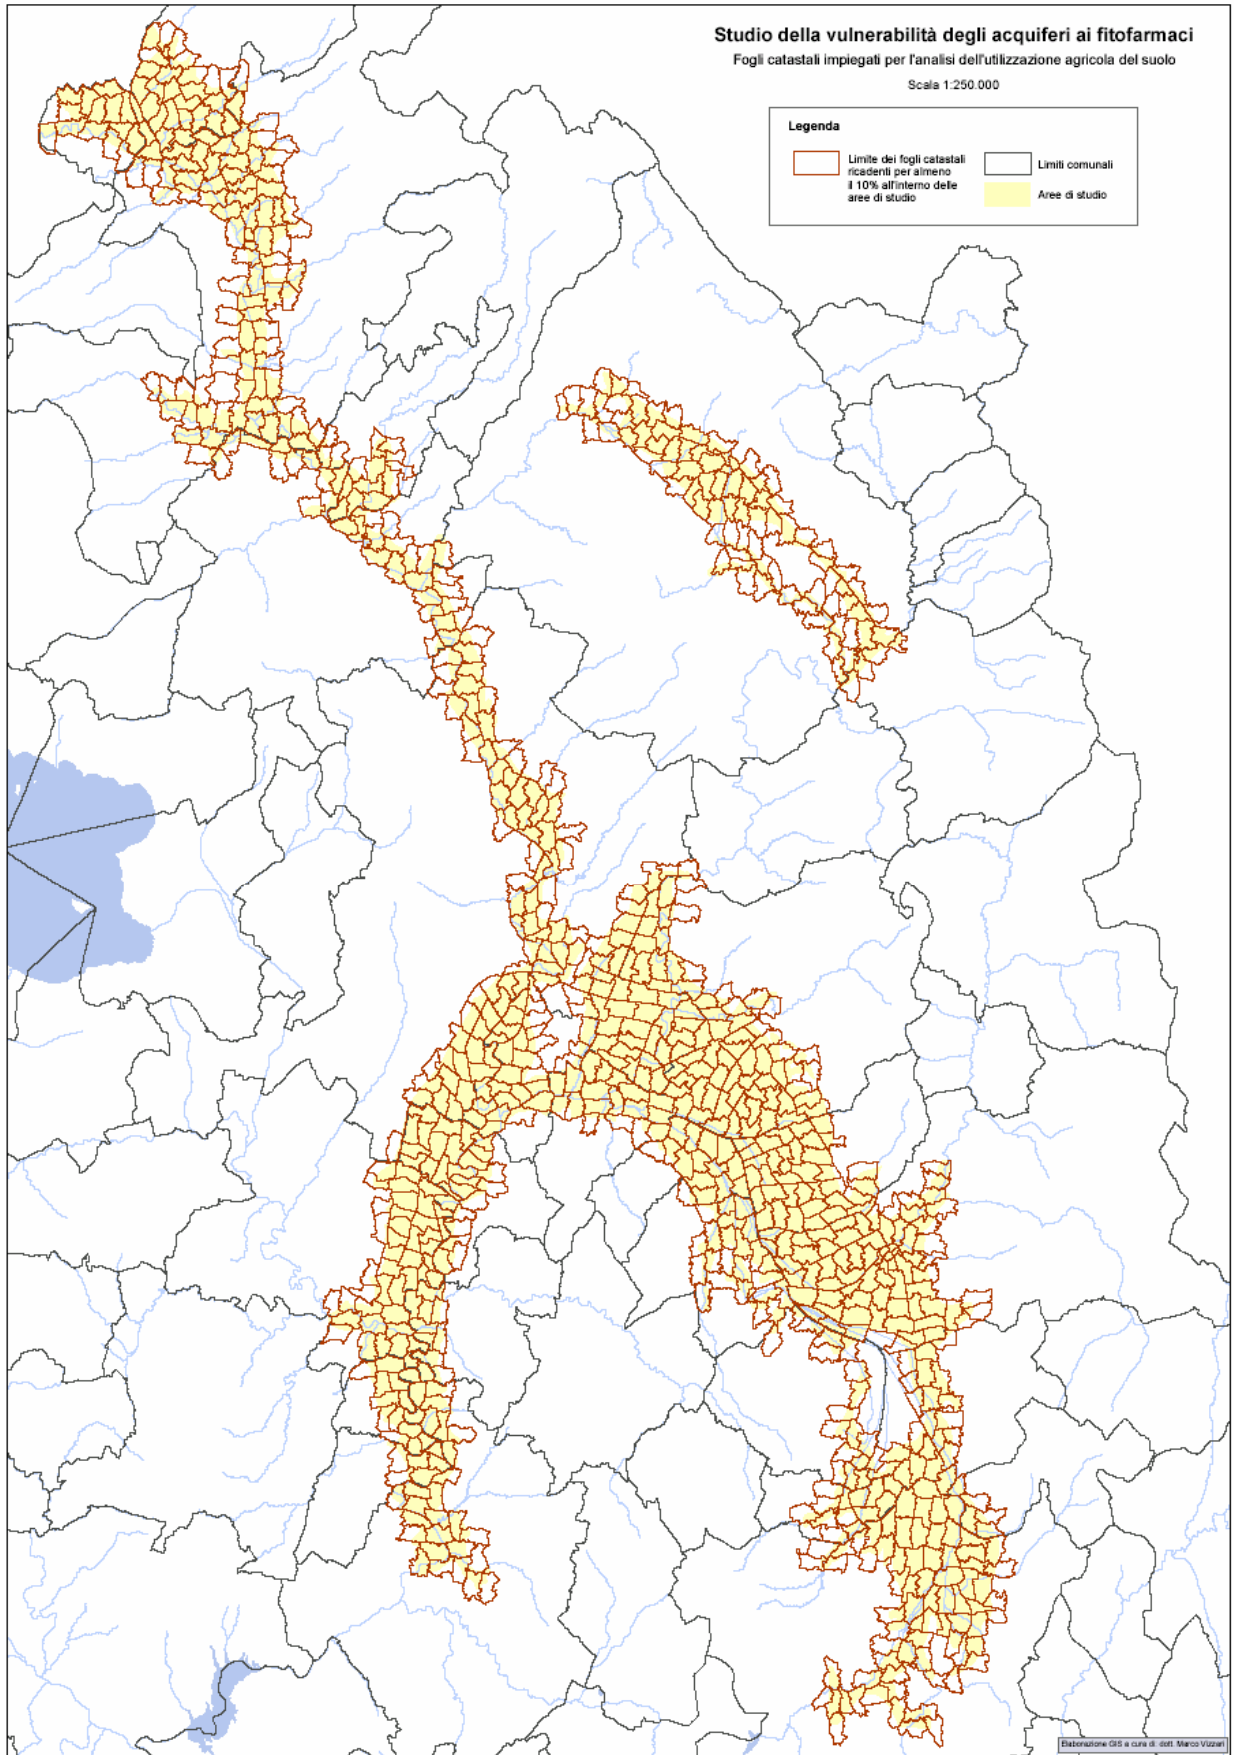 Studio della vulnerabilità degli acquiferi ai fitofarmaci
Fogli catastali impiegati per l'analisi dell'utilizzazione agricola del suolo
Scala 1:250.000
Legenda
Limite dei fogli catastali
ricadenti per almeno
il 10% all'interno delle
aree di studio
Limiti comunali
Aree di studio
Elaborazione GIS a cura di: dott. Marco Vizzari